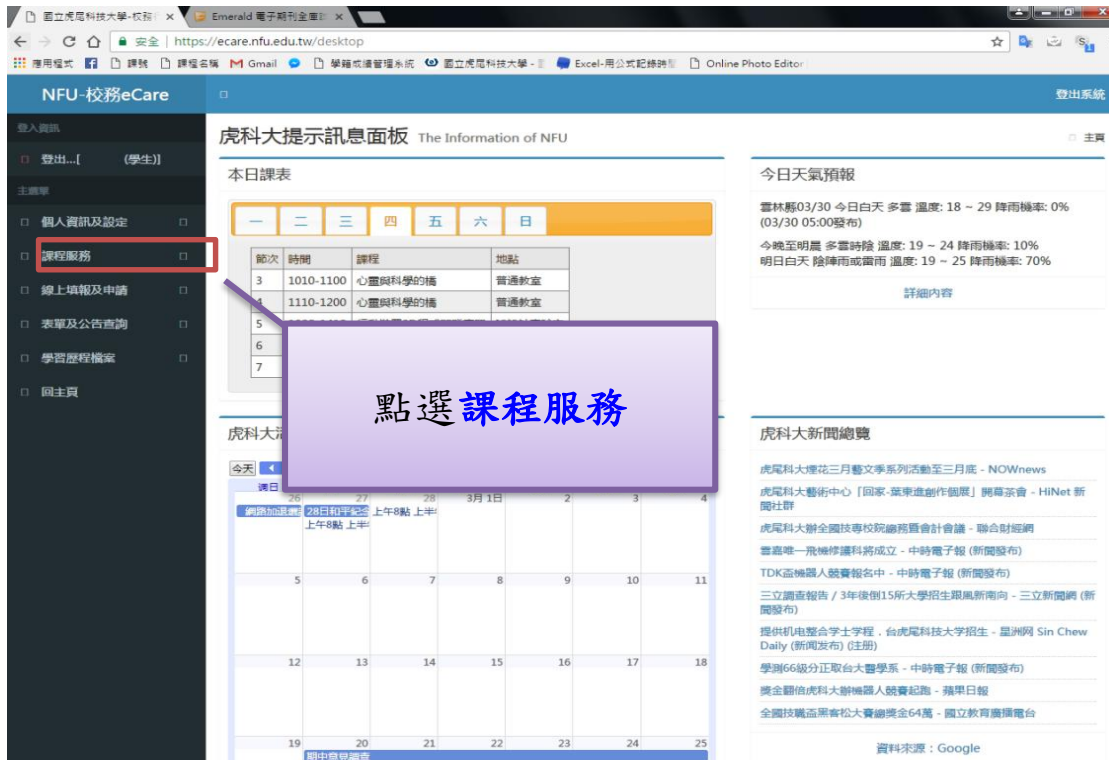 國立虎尾科技大學-校務
Emerald 電子期刊全庫
安全 | https://ecare.nfu.edu.tw/desktop
應用程式 課號 課程名稱 Gmail 學籍成績管理系統 國立虎尾科技大學 - Excel-用公式記錄時 Online Photo Editor
NFU-校務eCare
登出系統
登入資訊
登出...[ (學生)]
主選單
個人資訊及設定
課程服務
線上填報及申請
表單及公告查詢
學習歷程檔案
回主頁
虎科大提示訊息面板 The Information of NFU
主頁
本日課表
一 二 三 四 五 六 日
節次 時間 課程 地點
3 1010-1100 心靈與科學的橋 普通教室
4 1110-1200 心靈與科學的橋 普通教室
5
6
7
點選課程服務
今日天氣預報
雲林縣03/30 今日白天 多雲 溫度: 18 ~ 29 降雨機率: 0%
(03/30 05:00發布)
今晚至明晨 多雲時陰 溫度: 19 ~ 24 降雨機率: 10%
明日白天 陰陣雨或雷雨 溫度: 19 ~ 25 降雨機率: 70%
詳細內容
虎科大
今天
週日
26 27 28 3月 1日 2 3 4
網路加退選 28日和平紀念 上午8點 上半
上午8點 上半
5 6 7 8 9 10 11
12 13 14 15 16 17 18
19 20 21 22 23 24 25
期中意見調查
虎科大新聞總覽
虎尾科大煙花三月藝文季系列活動至三月底 - NOWnews
虎尾科大藝術中心「回家-葉東進創作個展」開幕茶會 - HiNet 新
聞社群
虎尾科大辦全國技專校院總務暨會計會議 - 聯合財經網
雲嘉唯一飛機修護科將成立 - 中時電子報 (新聞發布)
TDK盃機器人競賽報名中 - 中時電子報 (新聞發布)
三立調查報告 / 3年後倒15所大學招生跟風新南向 - 三立新聞網 (新
聞發布)
提供机电整合学士学程，台虎尾科技大学招生 - 星洲网 Sin Chew
Daily (新闻发布) (注册)
學測66級分正取台大醫學系 - 中時電子報 (新聞發布)
獎金翻倍虎科大辦機器人競賽起跑 - 蘋果日報
全國技職盃黑客松大賽總獎金64萬 - 國立教育廣播電台
資料來源：Google